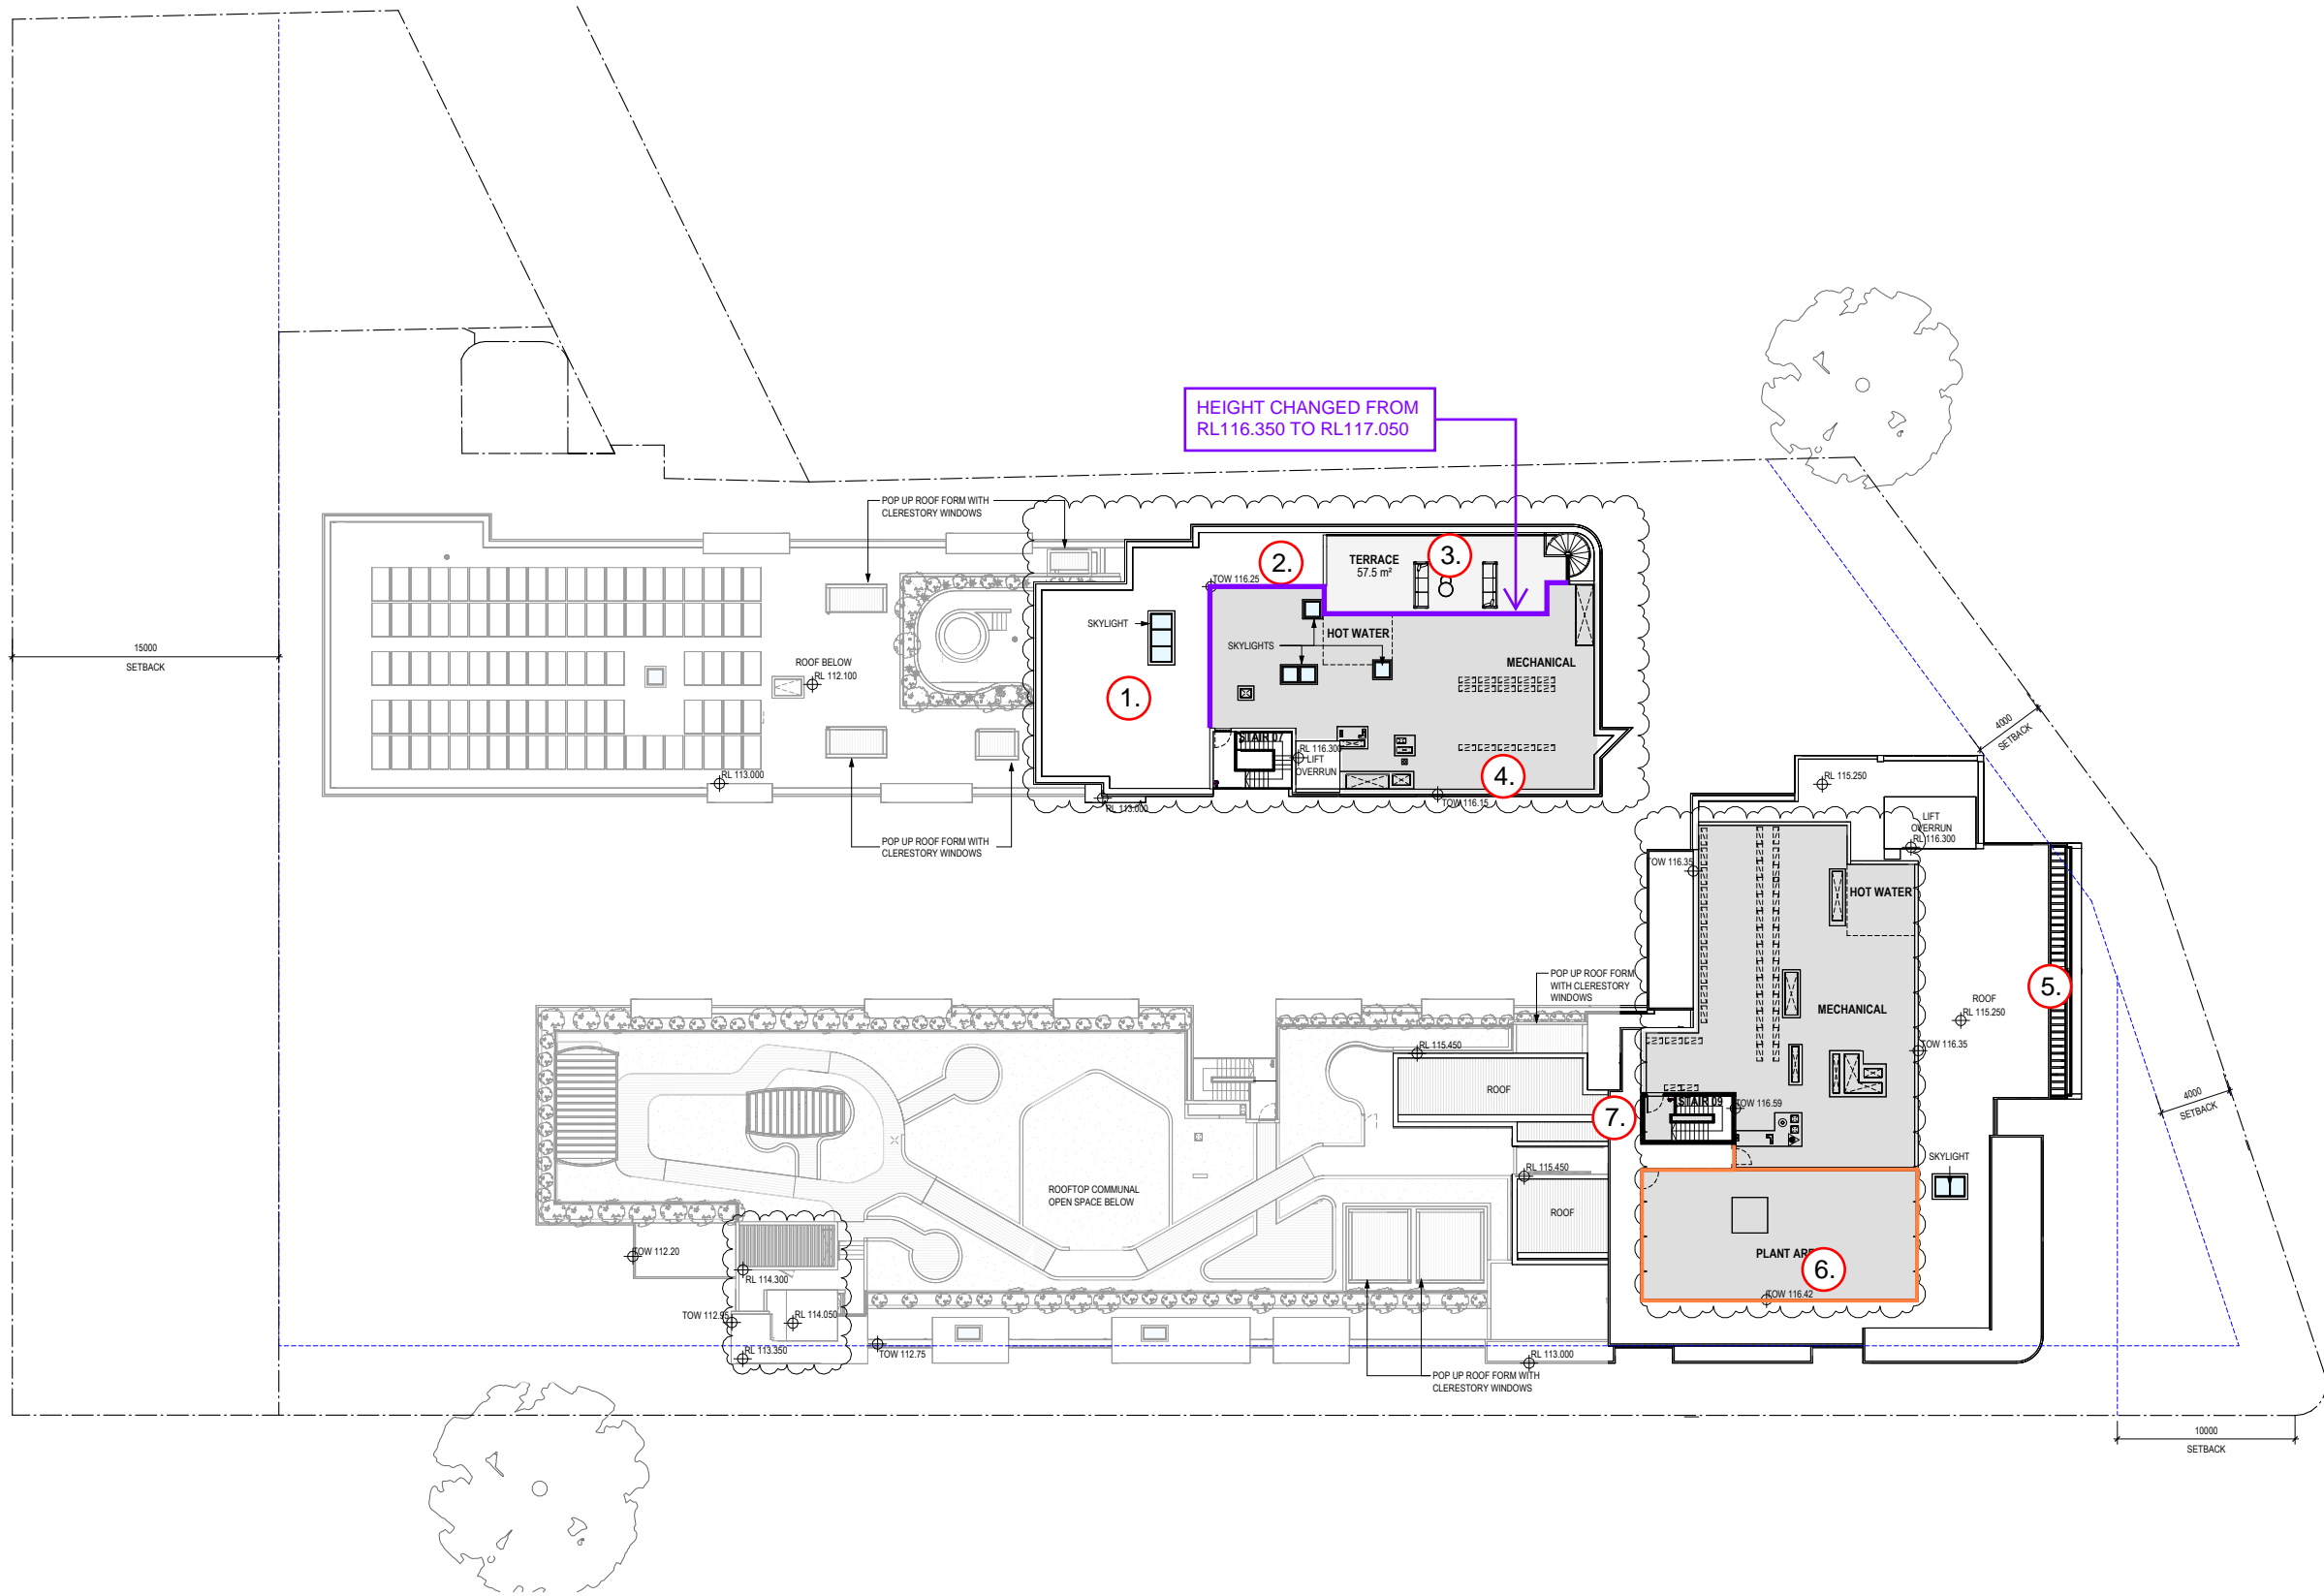 HEIGHT CHANGED FROM
RL116.350 TO RL117.050
POP UP ROOF FORM WITH
CLERESTORY WINDOWS
2.
3.
TERRACE
57.5 m²
TOW 116.25
SKYLIGHT
HOT WATER
SKYLIGHTS
15000
SETBACK
ROOF BELOW
RL 112.100
MECHANICAL
1.
4000
SETBACK
STAIR 07
RL 116.300
LIFT
OVERRUN
4.
RL 113.000
RL 113.000
TOW 116.15
RL 115.250
POP UP ROOF FORM WITH
CLERESTORY WINDOWS
LIFT
OVERRUN
RL 116.300
TOW 116.35
HOT WATER
POP UP ROOF FORM
WITH CLERESTORY
WINDOWS
5.
ROOF
RL 115.250
MECHANICAL
RL 115.450
TOW 116.35
ROOF
4000
SETBACK
STAIR 09
TOW 116.59
7.
SKYLIGHT
RL 115.450
ROOFTOP COMMUNAL
OPEN SPACE BELOW
ROOF
TOW 112.20
PLANT AREA
6.
RL 114.300
TOW 116.42
TOW 112.95
RL 114.050
TOW 112.75
RL 113.350
RL 113.000
POP UP ROOF FORM WITH
CLERESTORY WINDOWS
10000
SETBACK